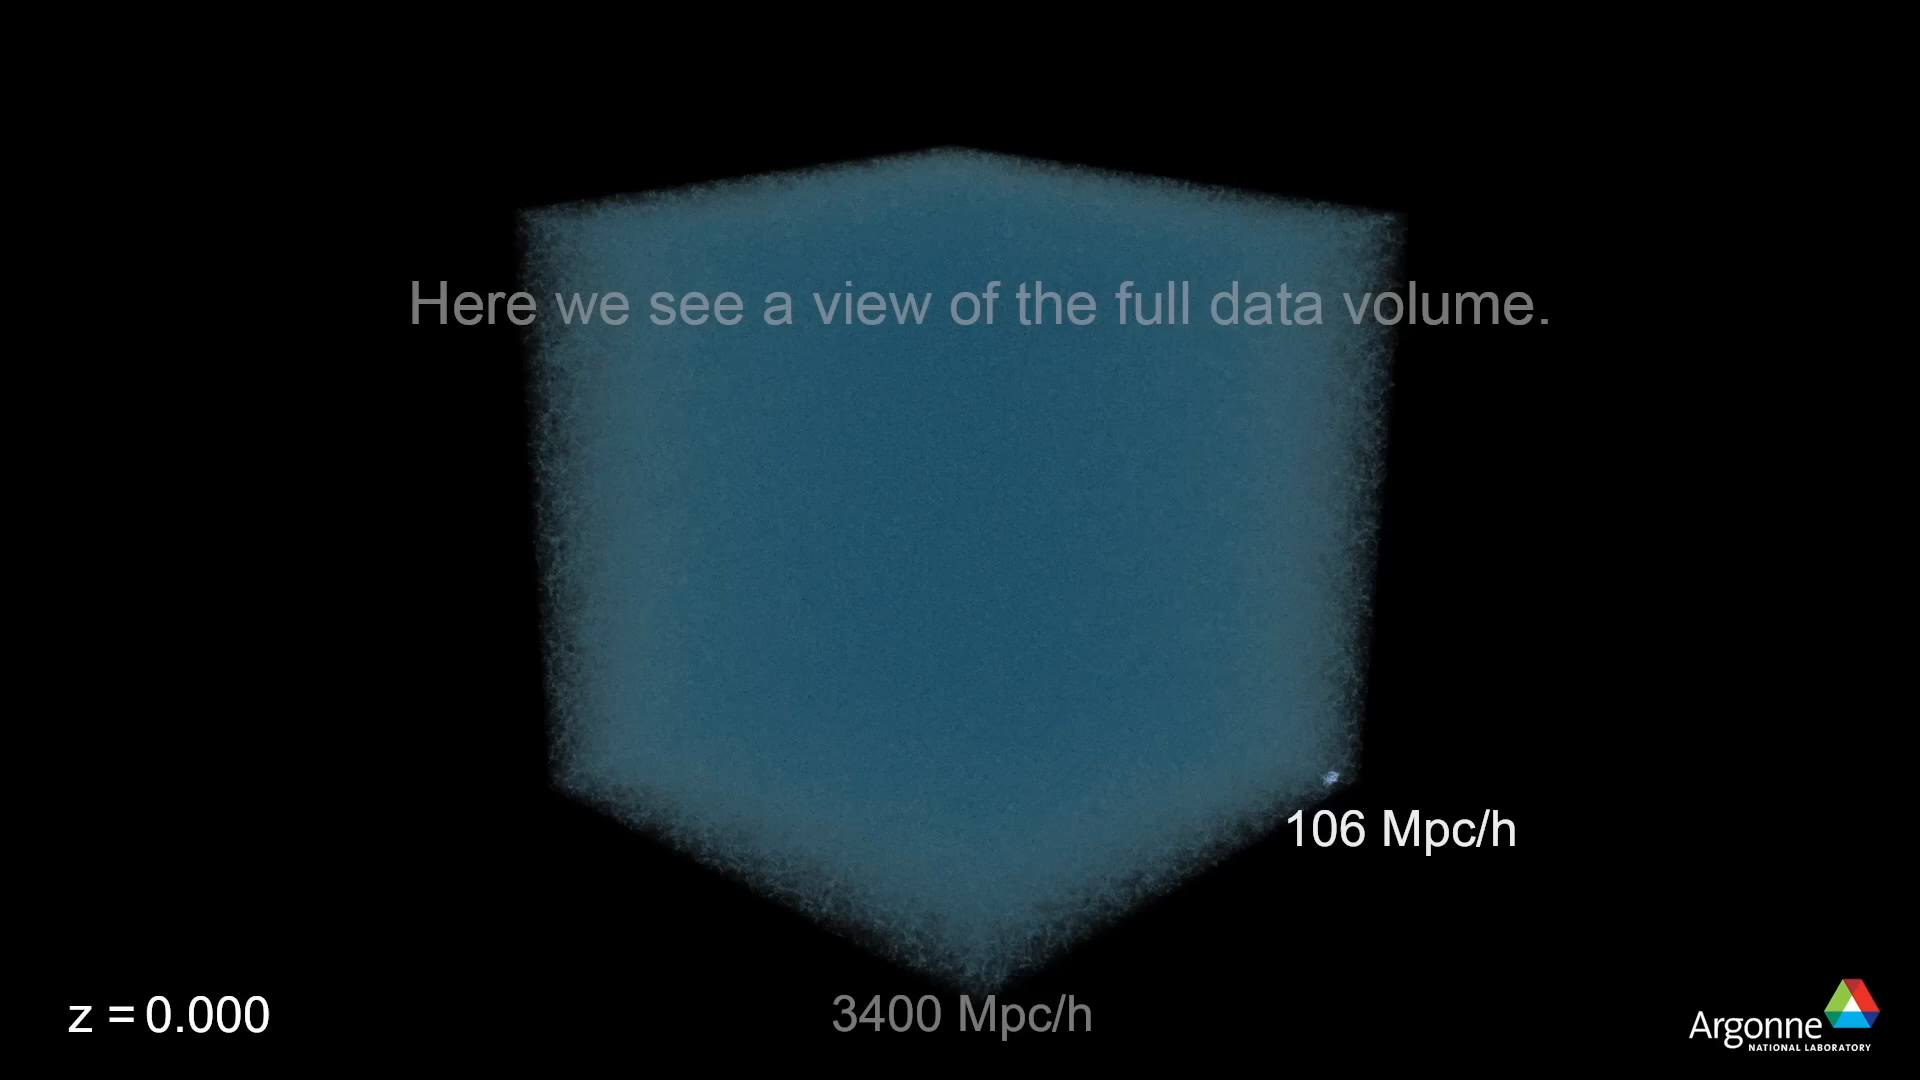 Here we see a view of the full data volume.
106 Mpc/h
3400 Mpc/h
z = 0.000
Argonne
NATIONAL LABORATORY